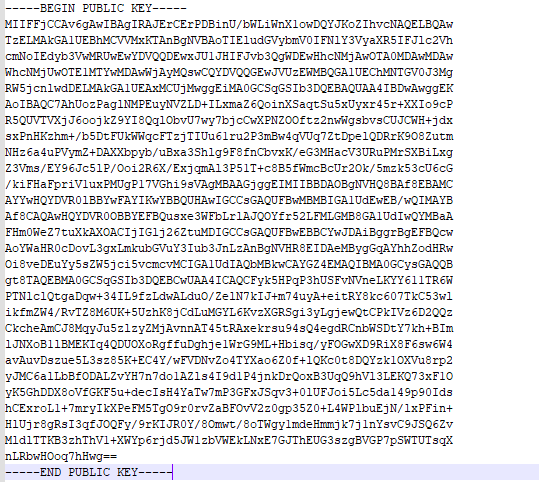 -----BEGIN PUBLIC KEY-----
MIIFFjCCAv6gAwIBAgIRAJErCErPDBinU/bWLiWnX1owDQYJKoZIhvcNAQELBQAw
TzELMAkGA1UEBhMCVVMxKTAnBgNVBAoTIEludGVybmV0IFNlY3VyaXR5IFJlc2Vh
cmNoIEdyb3VwMRUwEwYDVQQDEwxJU1JHIFJvb3QgWDEwHhcNMjAwOTA0MDAwMDAw
WhcNMjUwOTE1MTYwMDAwWjAyMQswCQYDVQQGEwJVUzEWMBQGA1UEChMNTGV0J3Mg
RW5jcnlwdDELMAkGA1UEAxMCUjMwggEiMA0GCSqGSIb3DQEBAQUAA4IBDwAwggEK
AoIBAQC7AhUozPaglNMPEuyNVZLD+ILxmaZ6QoinXSaqtSu5xUyxr45r+XXIo9cP
R5QUVTVXjJ6oojkZ9YI8QqlObvU7wy7bjcCwXPNZOOftz2nwWgsbvsCUJCWH+jdx
sxPnHKzhm+/b5DtFUkWWqcFTzjTIUu61ru2P3mBw4qVUq7ZtDpelQDRrK9O8Zutm
NHz6a4uPVymZ+DAXXbpyb/uBxa3Shlg9F8fnCbvxK/eG3MHacV3URuPMrSXBiLxg
Z3Vms/EY96Jc5lP/Ooi2R6X/ExjqmAl3P51T+c8B5fWmcBcUr2Ok/5mzk53cU6cG
/kiFHaFpriV1uxPMUgP17VGhi9sVAgMBAAGjggEIMIIBBDAOBgNVHQ8BAf8EBAMC
AYYwHQYDVR0lBBYwFAYIKwYBBQUHAwIGCCsGAQUFBwMBMBIGA1UdEwEB/wQIMAYB
Af8CAQAwHQYDVR0OBBYEFBQusxe3WFbLrlAJQOYfr52LFMLGMB8GA1UdIwQYMBaA
FHm0WeZ7tuXkAXOACIjIGlj26ZtuMDIGCCsGAQUFBwEBBCYwJDAiBggrBgEFBQcw
AoYWaHR0cDovL3gxLmkubGVuY3Iub3JnLzAnBgNVHR8EIDAeMBygGqAYhhZodHRw
Oi8veDEuYy5sZW5jci5vcmcvMCIGA1UdIAQbMBkwCAYGZ4EMAQIBMA0GCysGAQQB
gt8TAQEBMA0GCSqGSIb3DQEBCwUAA4ICAQCFyk5HPqP3hUSFvNVneLKYY611TR6W
PTNlclQtgaDqw+34IL9fzLdwALduO/ZelN7kIJ+m74uyA+eitRY8kc607TkC53wl
ikfmZW4/RvTZ8M6UK+5UzhK8jCdLuMGYL6KvzXGRSgi3yLgjewQtCPkIVz6D2QQz
CkcheAmCJ8MqyJu5zlzyZMjAvnnAT45tRAxekrsu94sQ4egdRCnbWSDtY7kh+BIm
lJNXoB1lBMEKIq4QDUOXoRgffuDghje1WrG9ML+Hbisq/yFOGwXD9RiX8F6sw6W4
avAuvDszue5L3sz85K+EC4Y/wFVDNvZo4TYXao6Z0f+lQKc0t8DQYzk1OXVu8rp2
yJMC6alLbBfODALZvYH7n7do1AZls4I9d1P4jnkDrQoxB3UqQ9hVl3LEKQ73xF1O
yK5GhDDX8oVfGKF5u+decIsH4YaTw7mP3GFxJSqv3+0lUFJoi5Lc5da149p90Ids
hCExroL1+7mryIkXPeFM5TgO9r0rvZaBFOvV2z0gp35Z0+L4WPlbuEjN/lxPFin+
HlUjr8gRsI3qfJOQFy/9rKIJR0Y/8Omwt/8oTWgy1mdeHmmjk7j1nYsvC9JSQ6Zv
MldlTTKB3zhThV1+XWYp6rjd5JW1zbVWEkLNxE7GJThEUG3szgBVGP7pSWTUTsqX
nLRbwHOoq7hHwg==
-----END PUBLIC KEY-----